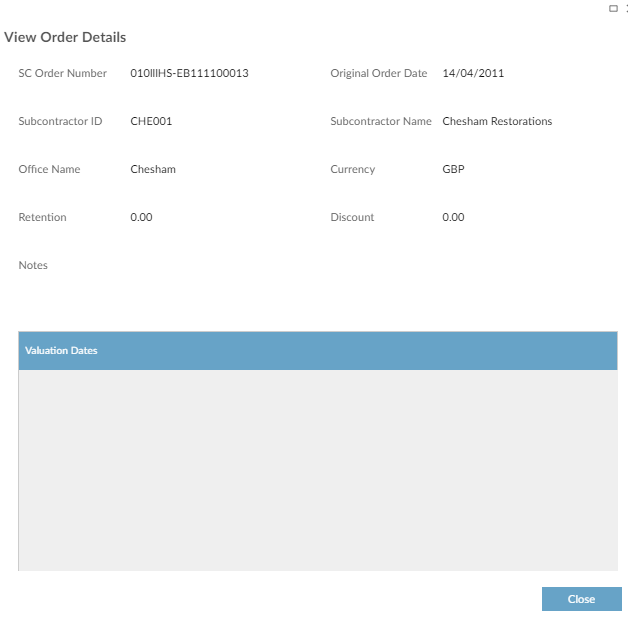 View Order Details
SC Order Number 010IIIHS-EB111100013 Original Order Date 14/04/2011
Subcontractor ID CHE001 Subcontractor Name Chesham Restorations
Office Name Chesham Currency GBP
Retention 0.00 Discount 0.00
Notes
Valuation Dates
Close